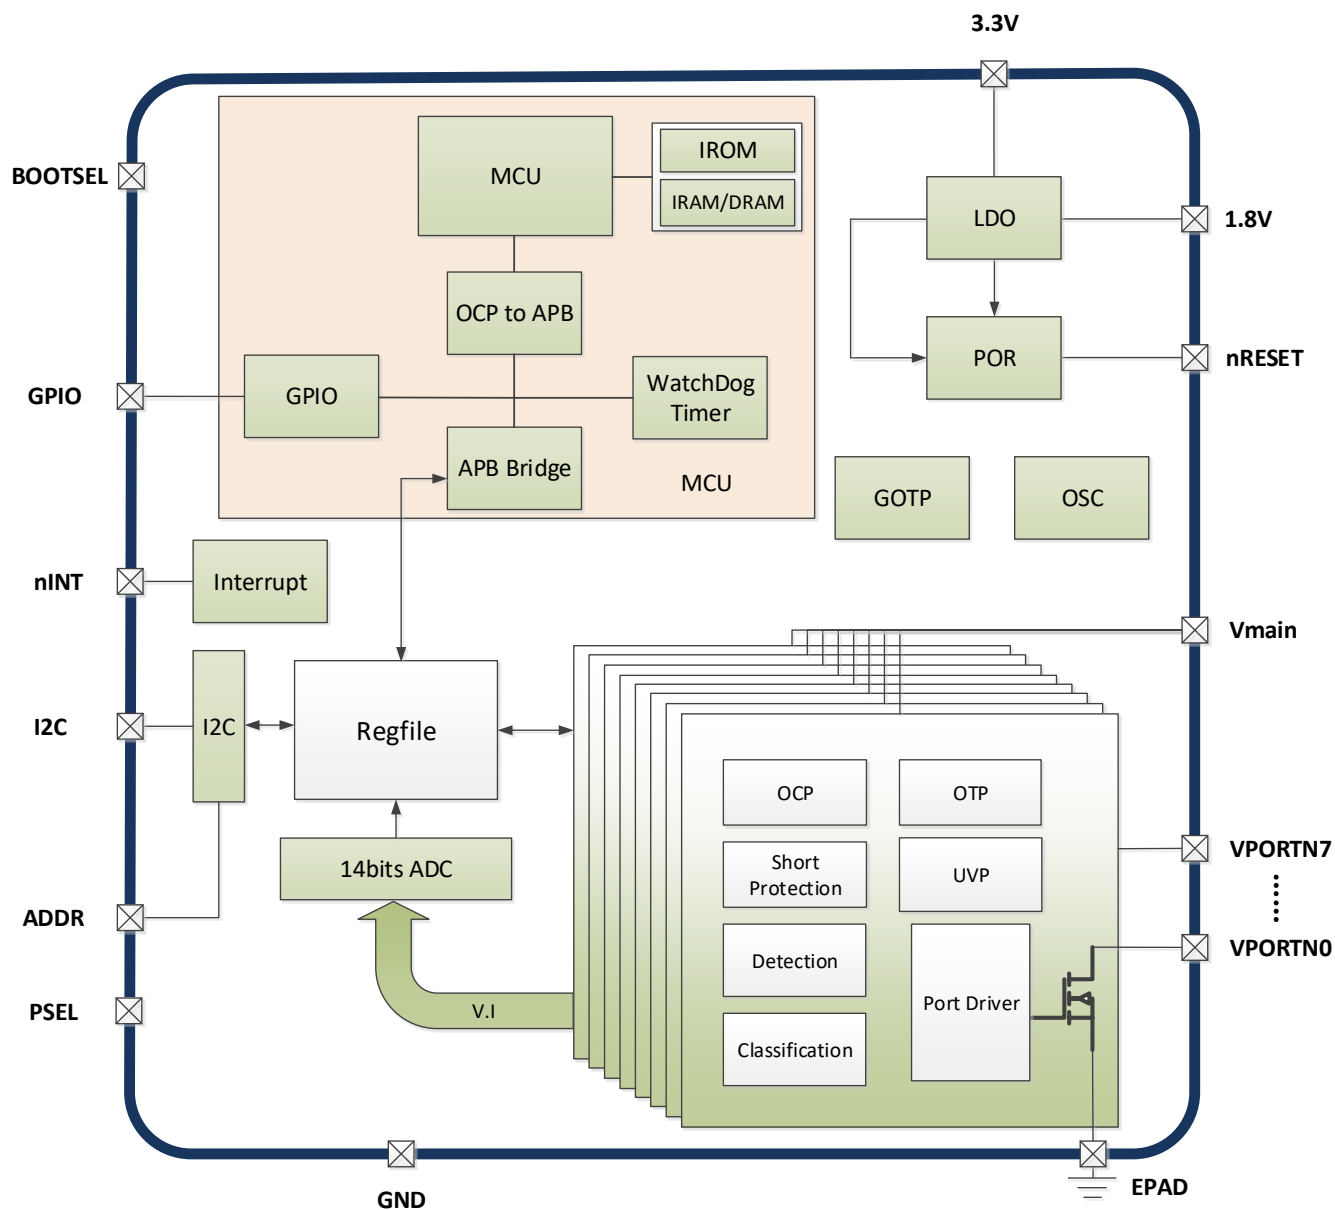 3.3V
BOOTSEL
MCU
IROM
IRAM/DRAM
LDO
1.8V
OCP to APB
POR
nRESET
GPIO
GPIO
WatchDog
Timer
APB Bridge
MCU
GOTP
OSC
nINT
Interrupt
Vmain
I2C
I2C
Regfile
OCP
OTP
14bits ADC
Short
Protection
UVP
VPORTN7
ADDR
VPORTN0
Detection
Port Driver
PSEL
V.I
Classification
GND
EPAD